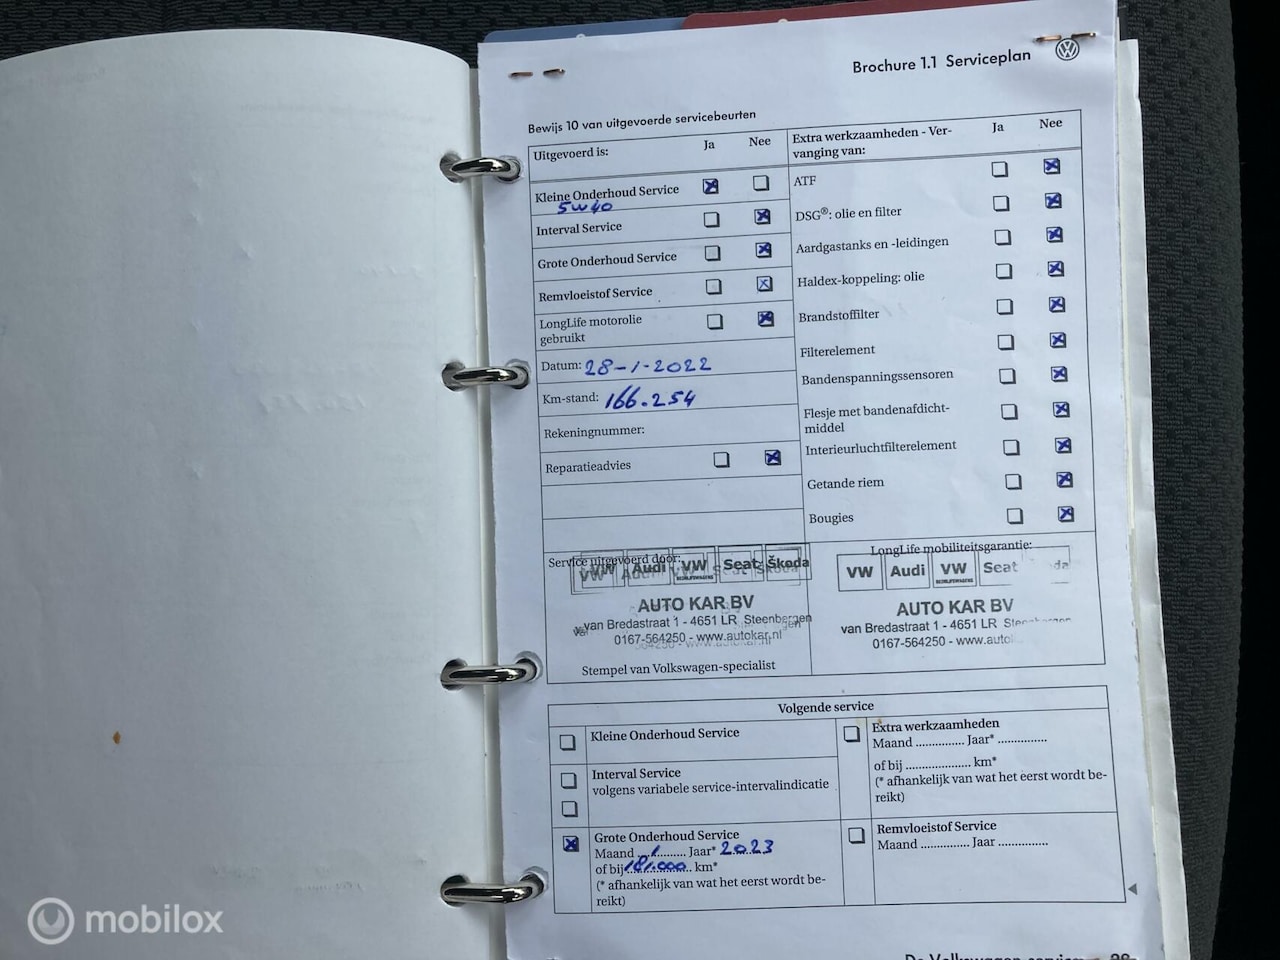 Brochure 1.1 Serviceplan
Bewijs 10 van uitgevoerde servicebeurten
Uitgevoerd is: Ja Nee
Kleine Onderhoud Service
5W40
Interval Service
Grote Onderhoud Service
Remvloeistof Service
LongLife motorolie
gebruikt
Datum: 28-1-2022
Km-stand: 166.254
Rekeningnummer:
Reparatieadvies
Extra werkzaamheden - Ver-
vanging van: Ja Nee
ATF
DSG®: olie en filter
Aardgastanks en -leidingen
Haldex-koppeling: olie
Brandstoffilter
Filterelement
Bandenspanningssensoren
Flesje met bandenafdicht-
middel
Interieurluchtfilterelement
Getande riem
Bougies
Service uitgevoerd door:
VW Audi VW Seat Škoda
AUTO KAR BV
van Bredastraat 1 - 4651 LR Steenbergen
0167-564250 - www.autokar.nl
Stempel van Volkswagen-specialist
LongLife mobiliteitsgarantie:
VW Audi VW Seat
BEDRIJFSWAGENS
AUTO KAR BV
van Bredastraat 1 - 4651 LR
0167-564250 -
Volgende service
Kleine Onderhoud Service
Interval Service
volgens variabele service-intervalindicatie
Grote Onderhoud Service
Maand ...1......... Jaar* 2023
of bij 181.000 km*
(* afhankelijk van wat het eerst wordt be-
reikt)
Extra werkzaamheden
Maand ............... Jaar* ...............
of bij .................... km*
(* afhankelijk van wat het eerst wordt be-
reikt)
Remvloeistof Service
Maand ............... Jaar ...............
mobilox